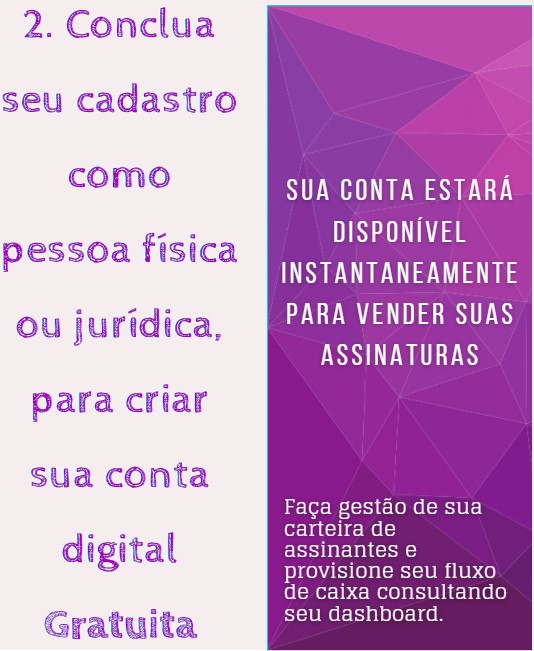 2. Conclua
seu cadastro
como
pessoa física
ou jurídica,
para criar
sua conta
digital
Gratuita
SUA CONTA ESTARÁ
DISPONÍVEL
INSTANTANEAMENTE
PARA VENDER SUAS
ASSINATURAS
Faça gestão de sua
carteira de
assinantes e
provisione seu fluxo
de caixa consultando
seu dashboard.